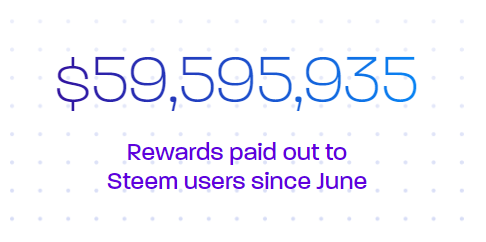 $59,595,935
Rewards paid out to
Steem users since June